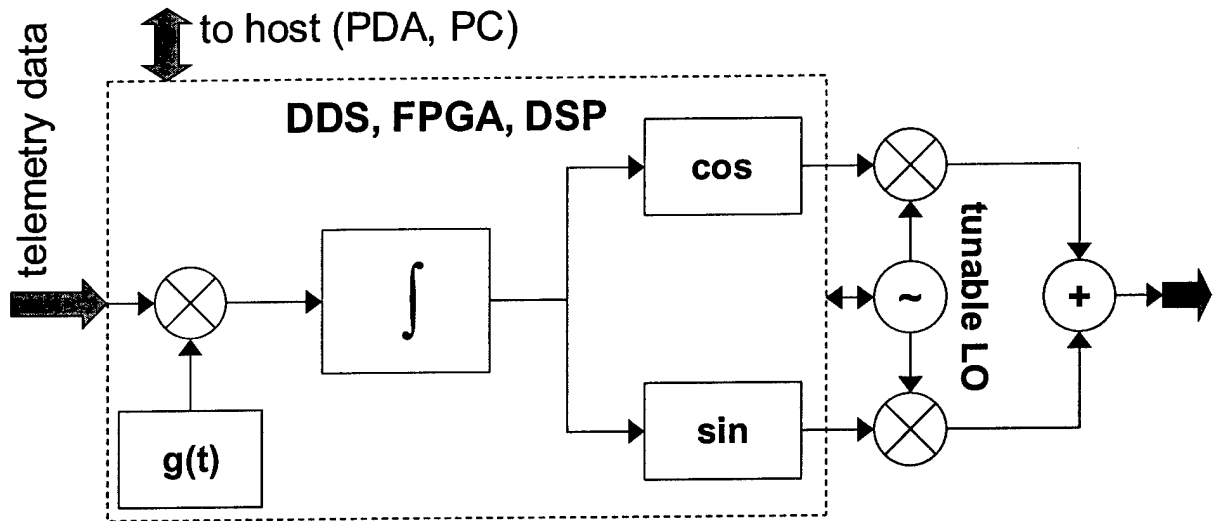 to host (PDA, PC)
telemetry data
DDS, FPGA, DSP
cos
∫
~
tunable LO
+
g(t)
sin